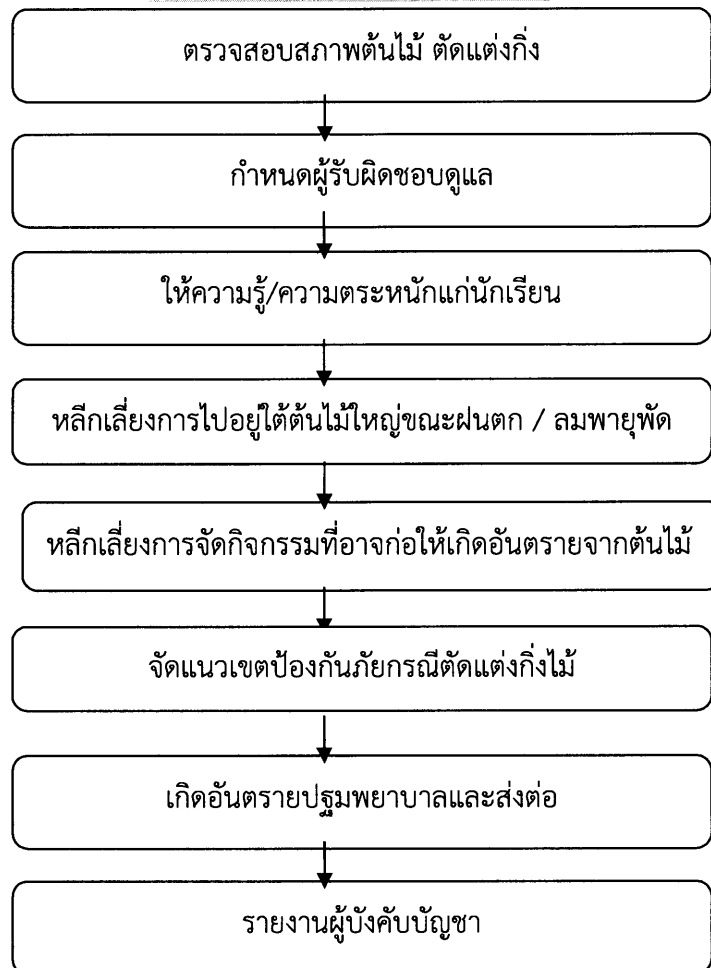 ตรวจสอบสภาพต้นไม้ ตัดแต่งกิ่ง
กำหนดผู้รับผิดชอบดูแล
ให้ความรู้/ความตระหนักแก่นักเรียน
หลีกเลี่ยงการไปอยู่ใต้ต้นไม้ใหญ่ขณะฝนตก / ลมพายุพัด
หลีกเลี่ยงการจัดกิจกรรมที่อาจก่อให้เกิดอันตรายจากต้นไม้
จัดแนวเขตป้องกันภัยกรณีตัดแต่งกิ่งไม้
เกิดอันตรายปฐมพยาบาลและส่งต่อ
รายงานผู้บังคับบัญชา